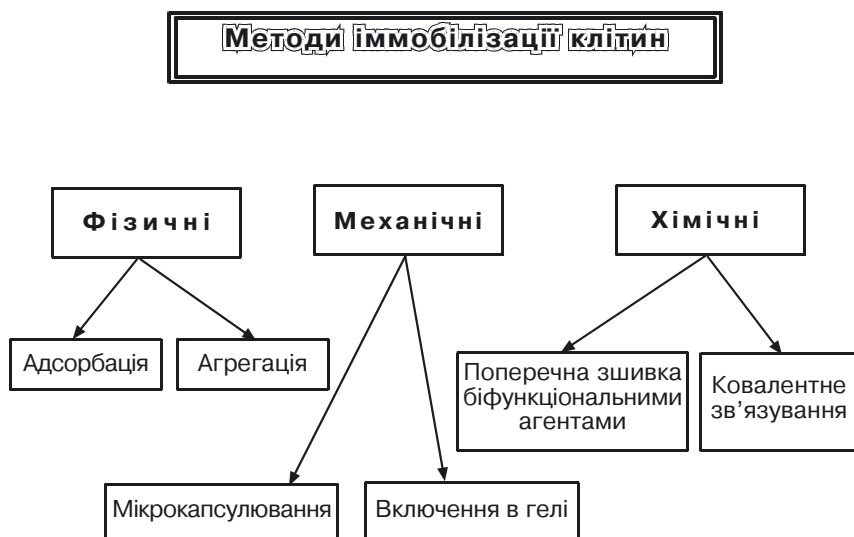 Методи іммобілізації клітин
Фізичні
Механічні
Хімічні
Адсорбація
Агрегація
Поперечна зшивка
біфункціональними
агентами
Ковалентне
зв’язування
Мікрокапсулювання
Включення в гелі